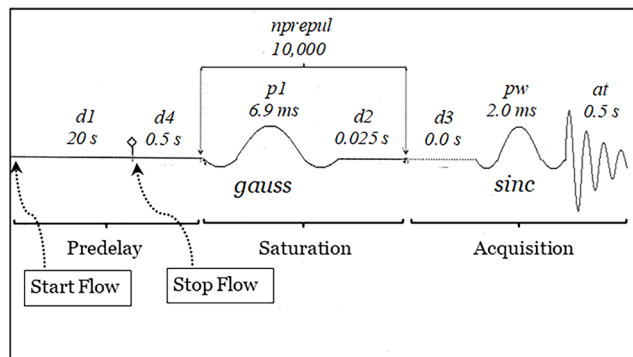 nprepul
10,000
d1
20 s
d4
0.5 s
p1
6.9 ms
d2
0.025 s
d3
0.0 s
pw
2.0 ms
at
0.5 s
gauss
sinc
Predelay
Saturation
Acquisition
Start Flow
Stop Flow